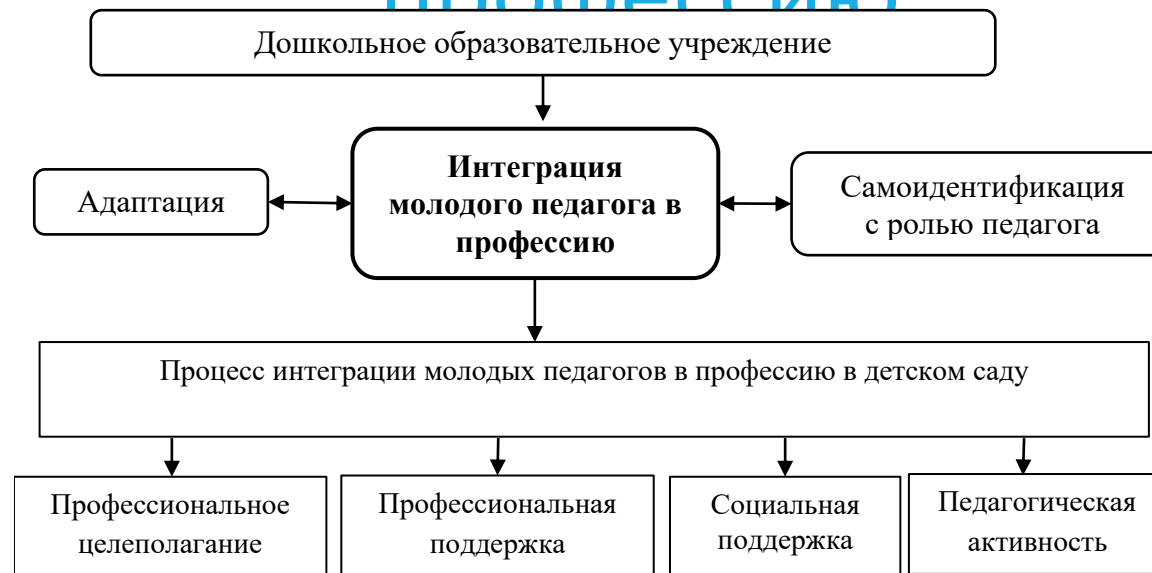 профессию
Дошкольное образовательное учреждение
Интеграция
молодого педагога в
профессию
Адаптация
Самоидентификация
с ролью педагога
Процесс интеграции молодых педагогов в профессию в детском саду
Профессиональное
целеполагание
Профессиональная
поддержка
Социальная
поддержка
Педагогическая
активность